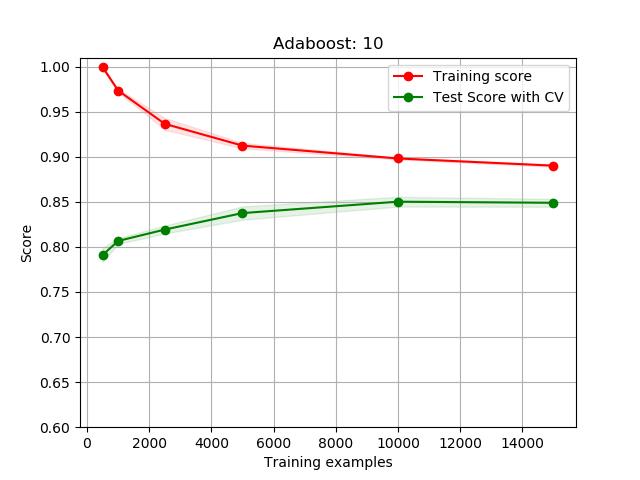 Adaboost: 10
Training score
Test Score with CV
1.00
0.95
0.90
0.85
0.80
0.75
0.70
0.65
0.60
Score
0 2000 4000 6000 8000 10000 12000 14000
Training examples